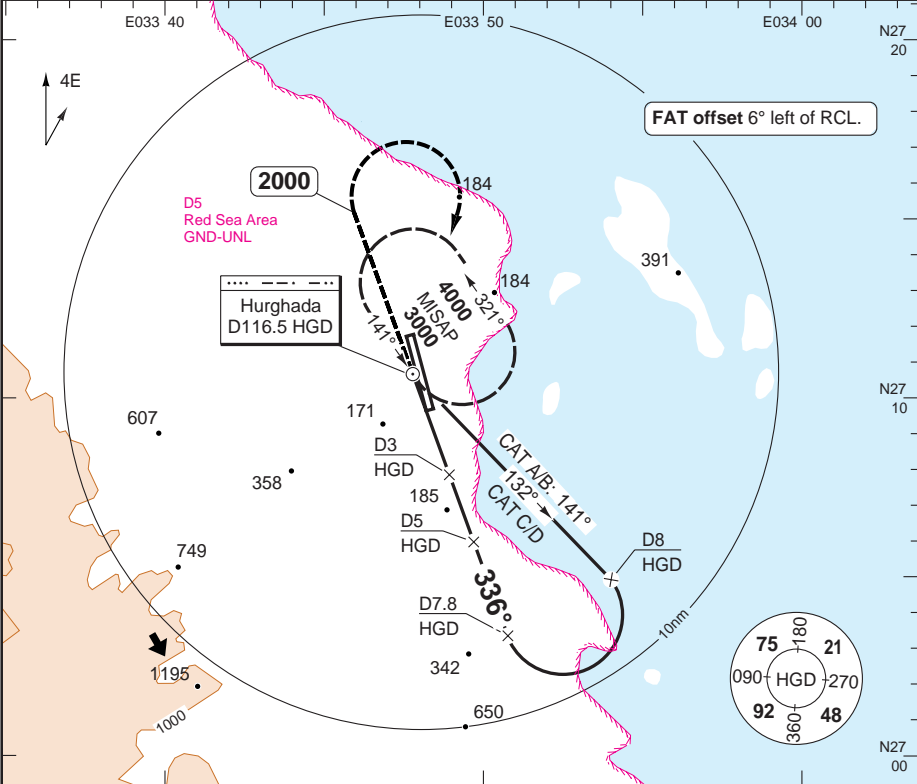 E033 40
E033 50
E034 00
N27
20
4E
FAT offset 6° left of RCL.
2000
184
D5
Red Sea Area
GND-UNL
391
184
Hurghada
D116.5 HGD
4000
MISAP
3000
321°
141°
N27
10
171
607
D3
HGD
358
CAT A/B: 141°
132°
CAT C/D
185
D5
HGD
D8
HGD
749
336°
D7.8
HGD
10nm
342
1195
1000
650
180
75
21
090
HGD
270
92
48
360
N27
00